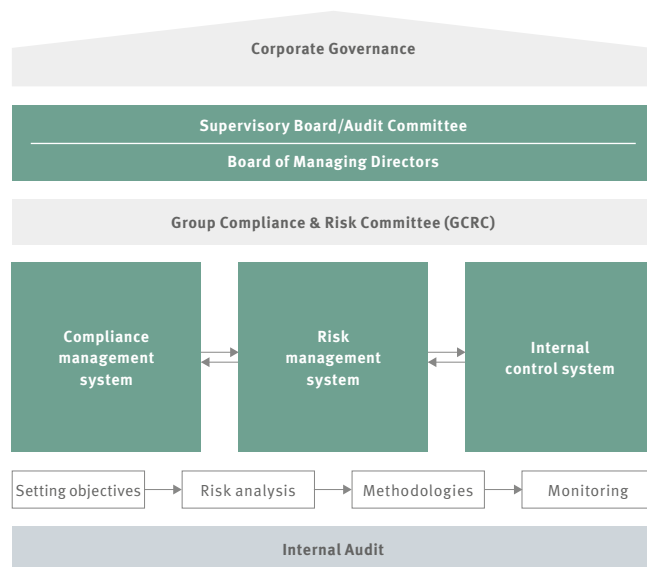 Corporate Governance
Supervisory Board/Audit Committee
Board of Managing Directors
Group Compliance & Risk Committee (GCRC)
Compliance
management
system
Risk
management
system
Internal
control system
Setting objectives
Risk analysis
Methodologies
Monitoring
Internal Audit